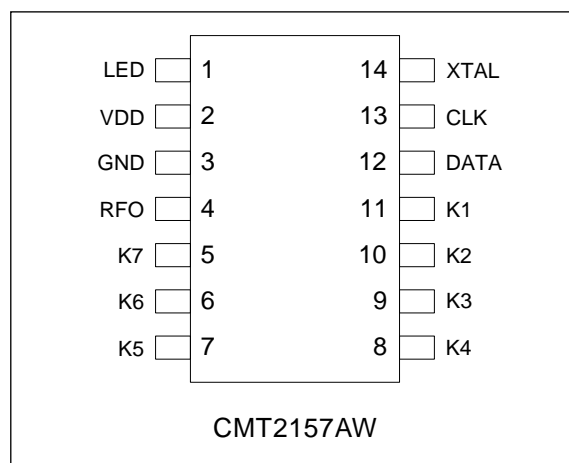 LED 1 14 XTAL
VDD 2 13 CLK
GND 3 12 DATA
RFO 4 11 K1
K7 5 10 K2
K6 6 9 K3
K5 7 8 K4
CMT2157AW